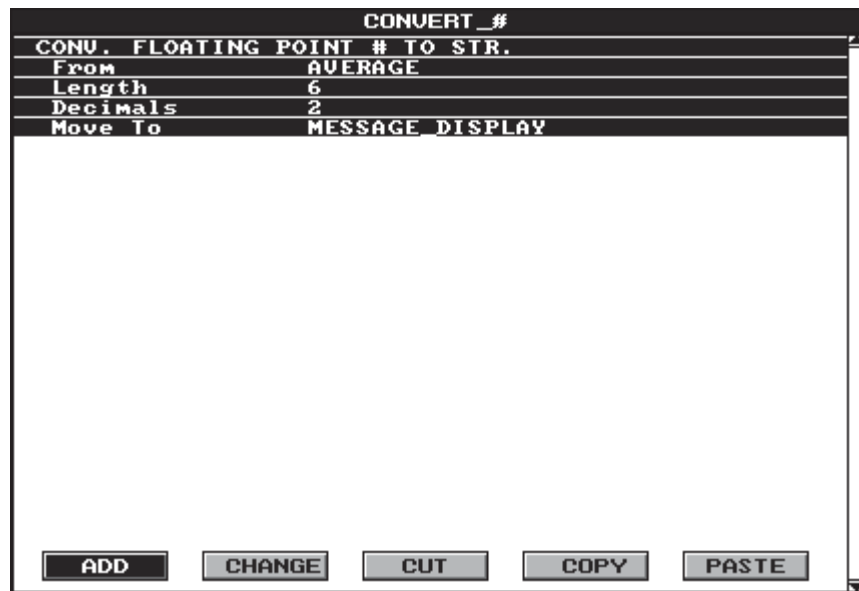 CONVERT_#
CONV. FLOATING POINT # TO STR.
From AVERAGE
Length 6
Decimals 2
Move To MESSAGE_DISPLAY
ADD CHANGE CUT COPY PASTE